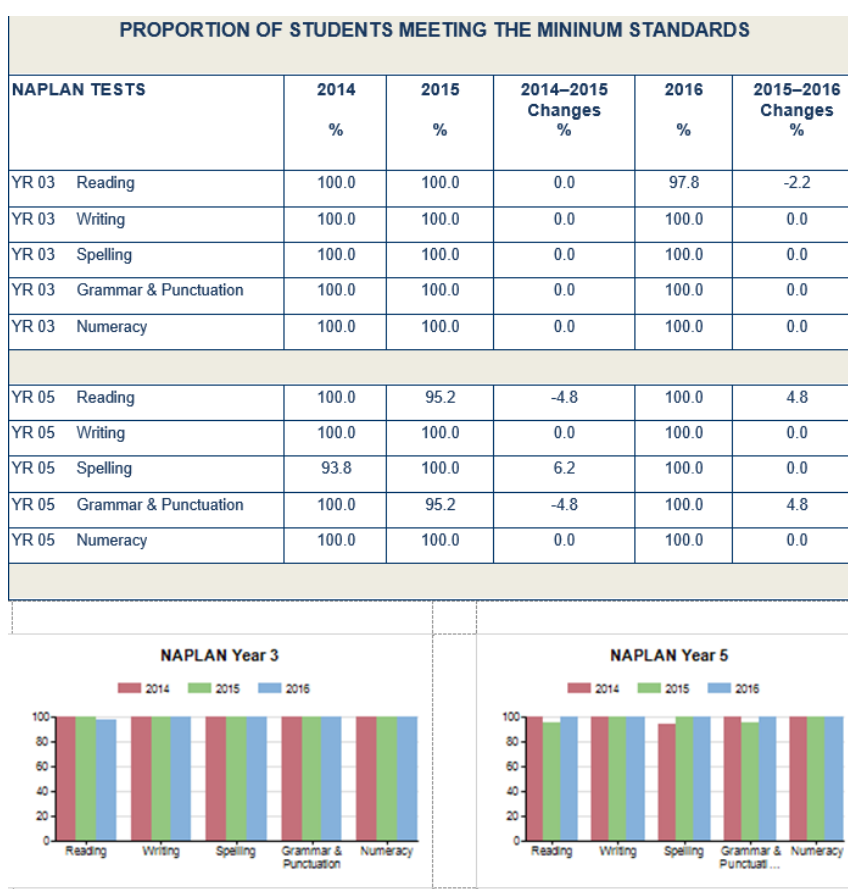 PROPORTION OF STUDENTS MEETING THE MININUM STANDARDS
NAPLAN TESTS 2014 2015 2014–2015 2016 2015–2016
Changes Changes
% % % % %
YR 03 Reading 100.0 100.0 0.0 97.8 -2.2
YR 03 Writing 100.0 100.0 0.0 100.0 0.0
YR 03 Spelling 100.0 100.0 0.0 100.0 0.0
YR 03 Grammar & Punctuation 100.0 100.0 0.0 100.0 0.0
YR 03 Numeracy 100.0 100.0 0.0 100.0 0.0
YR 05 Reading 100.0 95.2 -4.8 100.0 4.8
YR 05 Writing 100.0 100.0 0.0 100.0 0.0
YR 05 Spelling 93.8 100.0 6.2 100.0 0.0
YR 05 Grammar & Punctuation 100.0 95.2 -4.8 100.0 4.8
YR 05 Numeracy 100.0 100.0 0.0 100.0 0.0
NAPLAN Year 3
2014 2015 2016
100
80
60
40
20
0
Reading Writing Spelling Grammar & Numeracy
Punctuation
NAPLAN Year 5
2014 2015 2016
100
80
60
40
20
0
Reading Writing Spelling Grammar & Numeracy
Punctuati ...